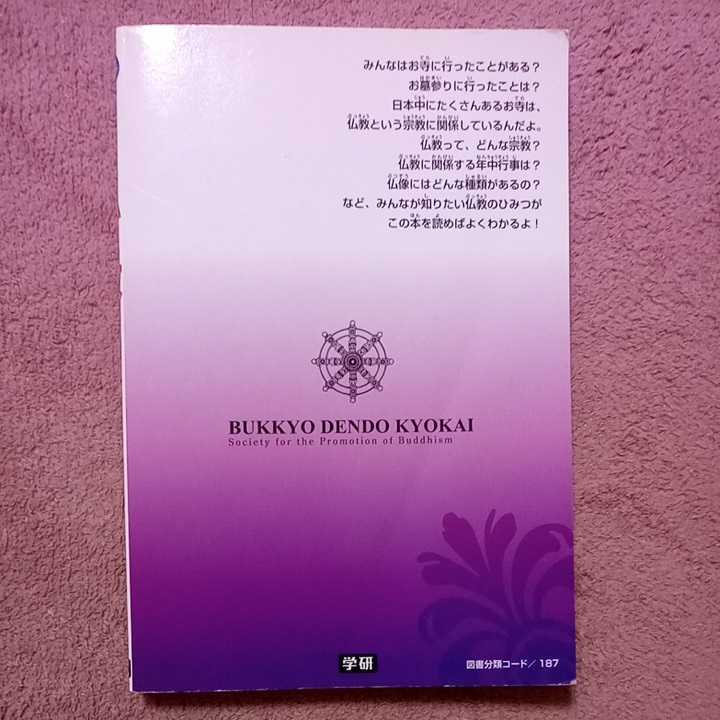 みんなはお寺に行ったことがある？
お墓参りに行ったことは？
日本中にたくさんあるお寺は、
仏教という宗教に関係しているんだよ。
仏教って、どんな宗教？
仏教に関係する年中行事は？
仏像にはどんな種類があるの？
など、みんなが知りたい仏教のひみつが
この本を読めばよくわかるよ！
BUKKYO DENDO KYOKAI
Society for the Promotion of Buddhism
学研
図書分類コード／187